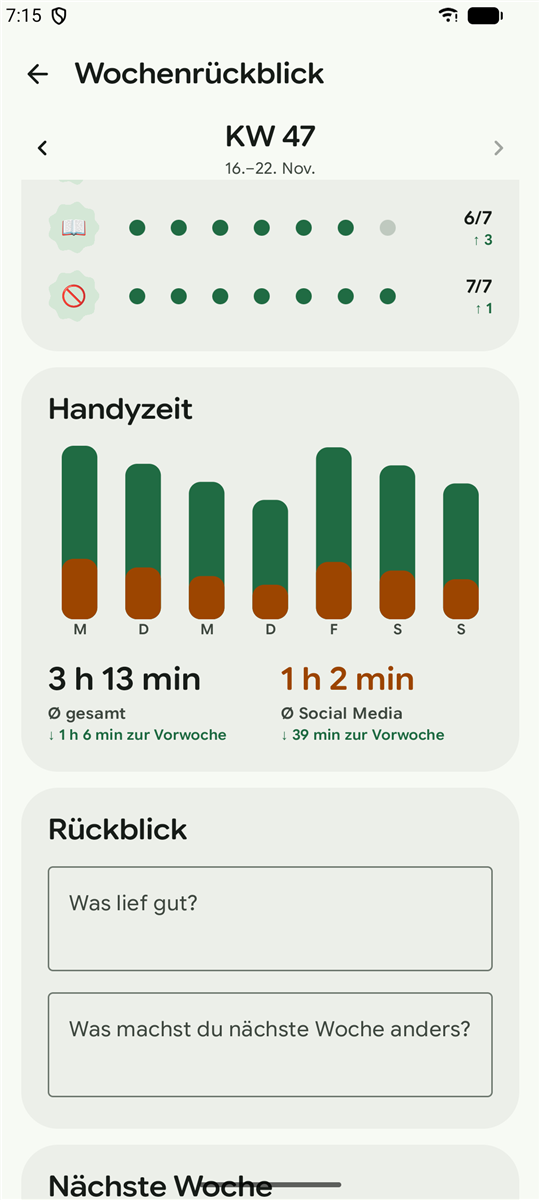 7:15
Wochenrückblick
KW 47
16.–22. Nov.
6/7
↑ 3
7/7
↑ 1
Handyzeit
M D M D F S S
3 h 13 min 1 h 2 min
Ø gesamt Ø Social Media
↓ 1 h 6 min zur Vorwoche ↓ 39 min zur Vorwoche
Rückblick
Was lief gut?
Was machst du nächste Woche anders?
Nächste Woche